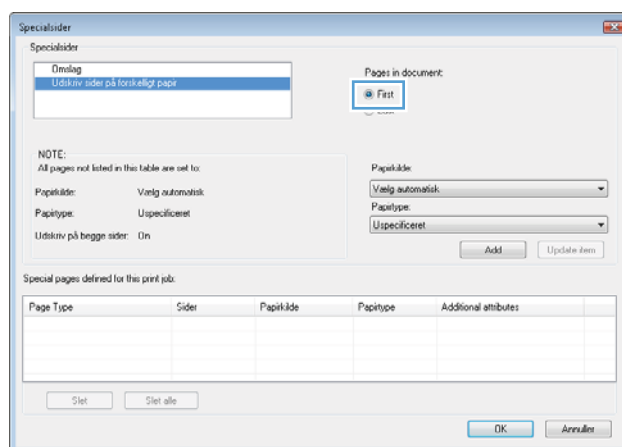 Specialsider
Specialsider
Omslag
Udskriv sider på forskelligt papir
Pages in document:
First
NOTE:
All pages not listed in this table are set to:
Papirkilde:
Vælg automatisk
Papirtype:
Uspecificeret
Udskriv på begge sider:
On
Papirkilde:
Vælg automatisk
Papirtype:
Uspecificeret
Add
Update item
Special pages defined for this print job:
Page Type
Sider
Papirkilde
Papirtype
Additional attributes
Slet
Slet alle
OK
Annuller